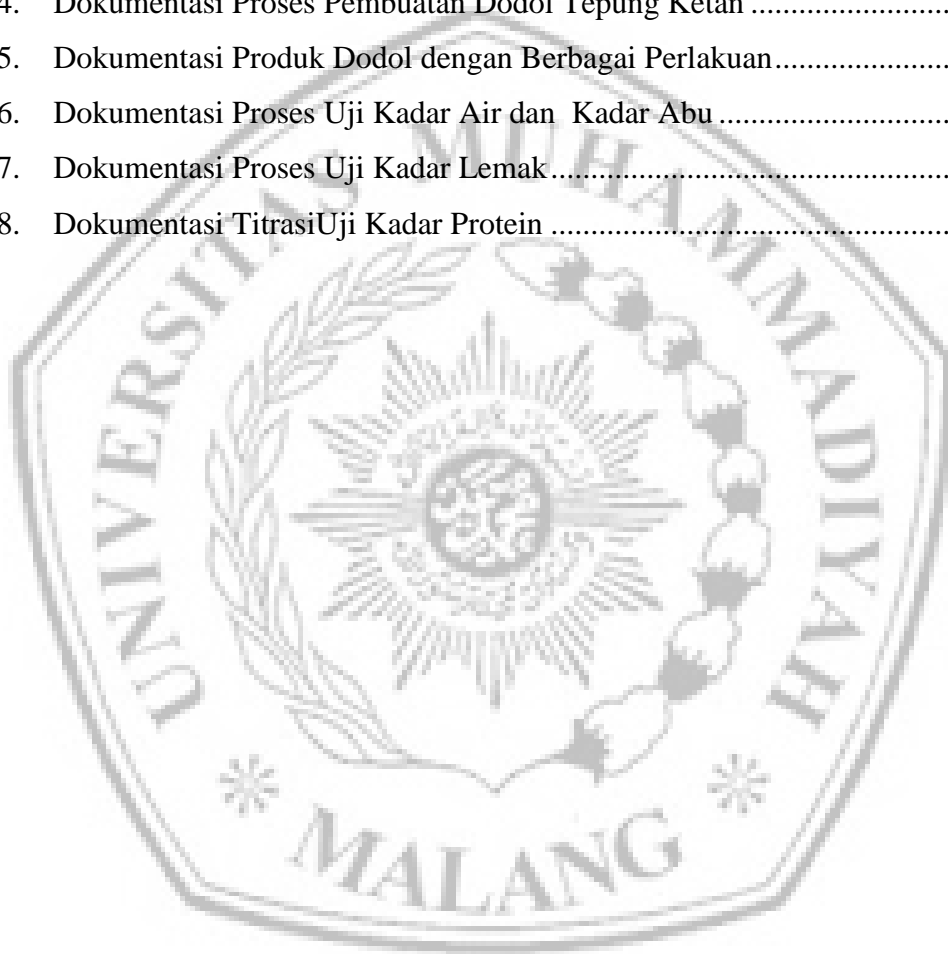 4. Dokumentasi Proses Pembuatan Dodol Tepung Ketan ........................
5. Dokumentasi Produk Dodol dengan Berbagai Perlakuan.....................
6. Dokumentasi Proses Uji Kadar Air dan  Kadar Abu ............................
7. Dokumentasi Proses Uji Kadar Lemak.................................................
8. Dokumentasi TitrasiUji Kadar Protein .................................................
UNIVERSITAS MUHAMMADIYAH
MALANG